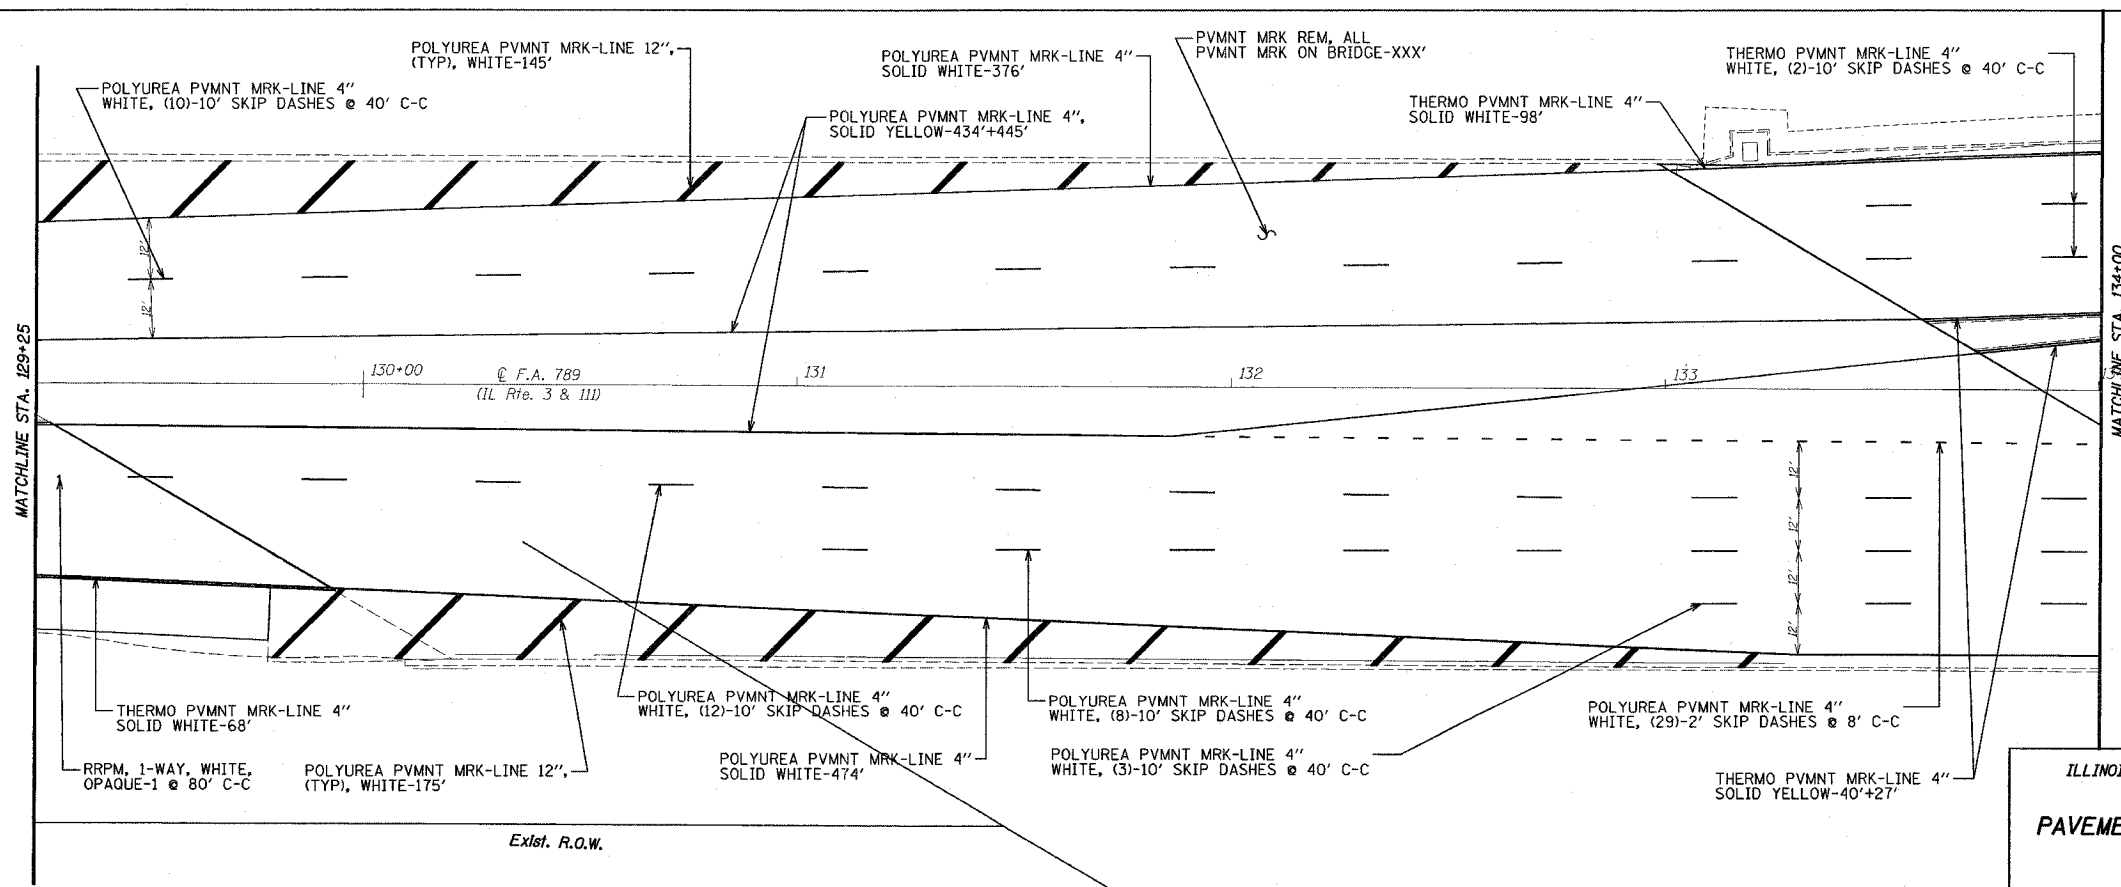 POLYUREA PVMNT MRK-LINE 12",
(TYP), WHITE-145'
POLYUREA PVMNT MRK-LINE 4"
SOLID WHITE-376'
PVMNT MRK REM, ALL
PVMNT MRK ON BRIDGE-XXX'
THERMO PVMNT MRK-LINE 4"
WHITE, (2)-10' SKIP DASHES @ 40' C-C
POLYUREA PVMNT MRK-LINE 4"
WHITE, (10)-10' SKIP DASHES @ 40' C-C
POLYUREA PVMNT MRK-LINE 4",
SOLID YELLOW-434'+445'
THERMO PVMNT MRK-LINE 4"
SOLID WHITE-98'
12'
12'
MATCHLINE STA. 129+25
MATCHLINE STA. 134+00
130+00
℄ F.A. 789
(IL Rte. 3 & 111)
131
132
133
12'
12'
12'
12'
THERMO PVMNT MRK-LINE 4"
SOLID WHITE-68'
RRPM, 1-WAY, WHITE,
OPAQUE-1 @ 80' C-C
POLYUREA PVMNT MRK-LINE 12",
(TYP), WHITE-175'
POLYUREA PVMNT MRK-LINE 4"
WHITE, (12)-10' SKIP DASHES @ 40' C-C
POLYUREA PVMNT MRK-LINE 4"
SOLID WHITE-474'
POLYUREA PVMNT MRK-LINE 4"
WHITE, (8)-10' SKIP DASHES @ 40' C-C
POLYUREA PVMNT MRK-LINE 4"
WHITE, (3)-10' SKIP DASHES @ 40' C-C
POLYUREA PVMNT MRK-LINE 4"
WHITE, (29)-2' SKIP DASHES @ 8' C-C
THERMO PVMNT MRK-LINE 4"
SOLID YELLOW-40'+27'
Exist. R.O.W.
ILLINOI
PAVEME